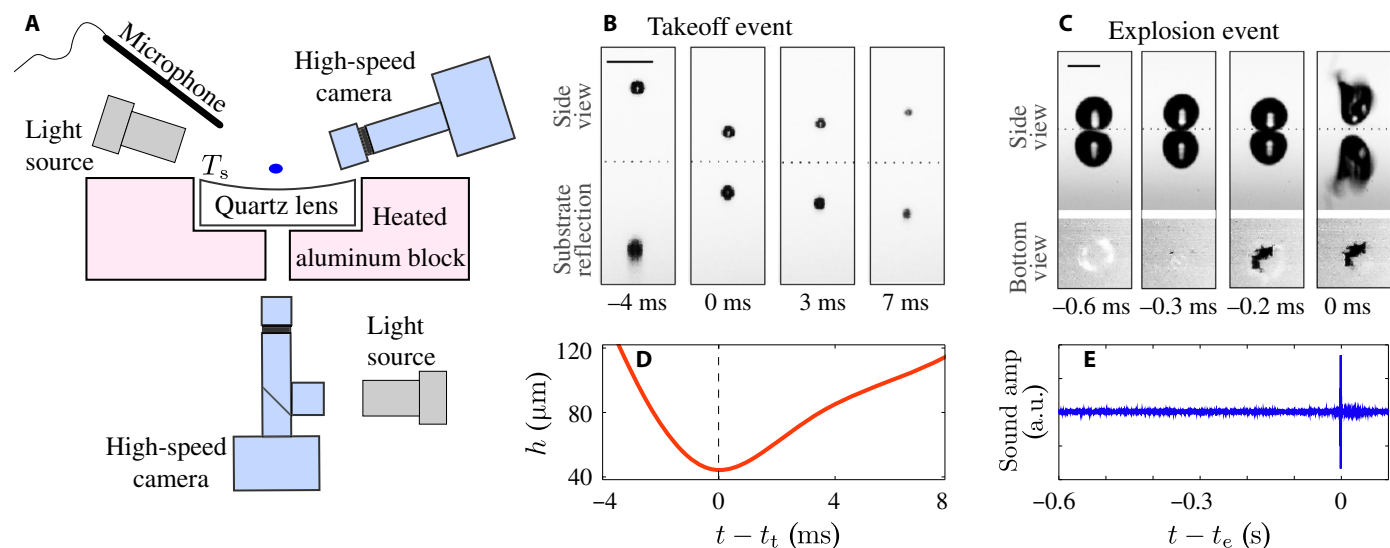 A
Microphone
Light
source
High-speed
camera
Tₛ
Quartz lens
Heated
aluminum block
Light
source
High-speed
camera
B Takeoff event
Side
view
Substrate
reflection
−4 ms 0 ms 3 ms 7 ms
C Explosion event
Side
view
Bottom
view
−0.6 ms −0.3 ms −0.2 ms 0 ms
D
h (μm)
120
80
40
−4 0 4 8
t − tₜ (ms)
E
Sound amp
(a.u.)
−0.6 −0.3 0
t − tₑ (s)